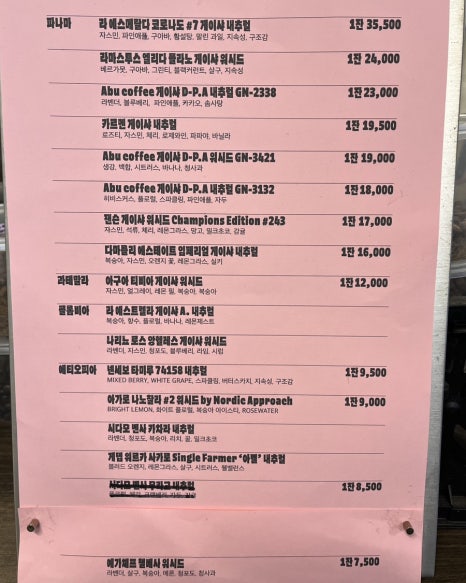 파나마 라 에스메랄다 코로나도 #7 게이샤 내추럴 1잔 35,500
자스민, 파인애플, 구아바, 황설탕, 말린 과일, 지속성, 구조감
라마스투스 엘리다 플라노 게이샤 워시드 1잔 24,000
베르가못, 구아바, 그린티, 블랙커런트, 살구, 지속성
Abu coffee 게이샤 D-P.A 내추럴 GN-2338 1잔 23,000
라벤더, 블루베리, 파인애플, 카카오, 솜사탕
카르멘 게이샤 내추럴 1잔 19,500
로즈티, 자스민, 체리, 로제와인, 파파야, 바닐라
Abu coffee 게이샤 D-P.A 워시드 GN-3421 1잔 19,000
생강, 백합, 시트러스, 바나나, 청사과
Abu coffee 게이샤 D-P.A 내추럴 GN-3132 1잔 18,000
히비스커스, 플로럴, 스파클링, 파인애플, 자두
잰슨 게이샤 워시드 Champions Edition #243 1잔 17,000
자스민, 석류, 체리, 레몬그라스, 망고, 밀크초코, 감귤
다마클리 에스테이트 임페리얼 게이샤 내추럴 1잔 16,000
복숭아, 자스민, 오렌지 꽃, 레몬그라스, 실키
과테말라 아구아 티비아 게이샤 워시드 1잔 12,000
자스민, 얼그레이, 레몬 필, 복숭아, 복숭아
콜롬비아 라 에스트렐라 게이샤 A. 내추럴
복숭아, 향수, 플로럴, 바나나, 레몬제스트
나리뇨 로스 앙헬레스 게이샤 워시드
라벤더, 자스민, 청포도, 블루베리, 라임, 시럽
에티오피아 넨세보 타미루 74158 내추럴 1잔 9,500
MIXED BERRY, WHITE GRAPE, 스파클링, 버터스카치, 지속성, 구조감
아가로 나노찰라 #2 워시드 by Nordic Approach 1잔 9,000
BRIGHT LEMON, 화이트 플로럴, 복숭아 아이스티, ROSEWATER
시다모 벤사 카차라 내추럴
라벤더, 청포도, 복숭아, 리치, 꿀, 밀크초코
게뎁 워르카 사카로 Single Farmer ‘아벨’ 내추럴
블러드 오렌지, 레몬그라스, 살구, 시트러스, 웰밸런스
시다모 벤사 내추럴 1잔 8,500
예가체프 첼베사 워시드 1잔 7,500
라벤더, 살구, 복숭아, 메론, 청포도, 청사과